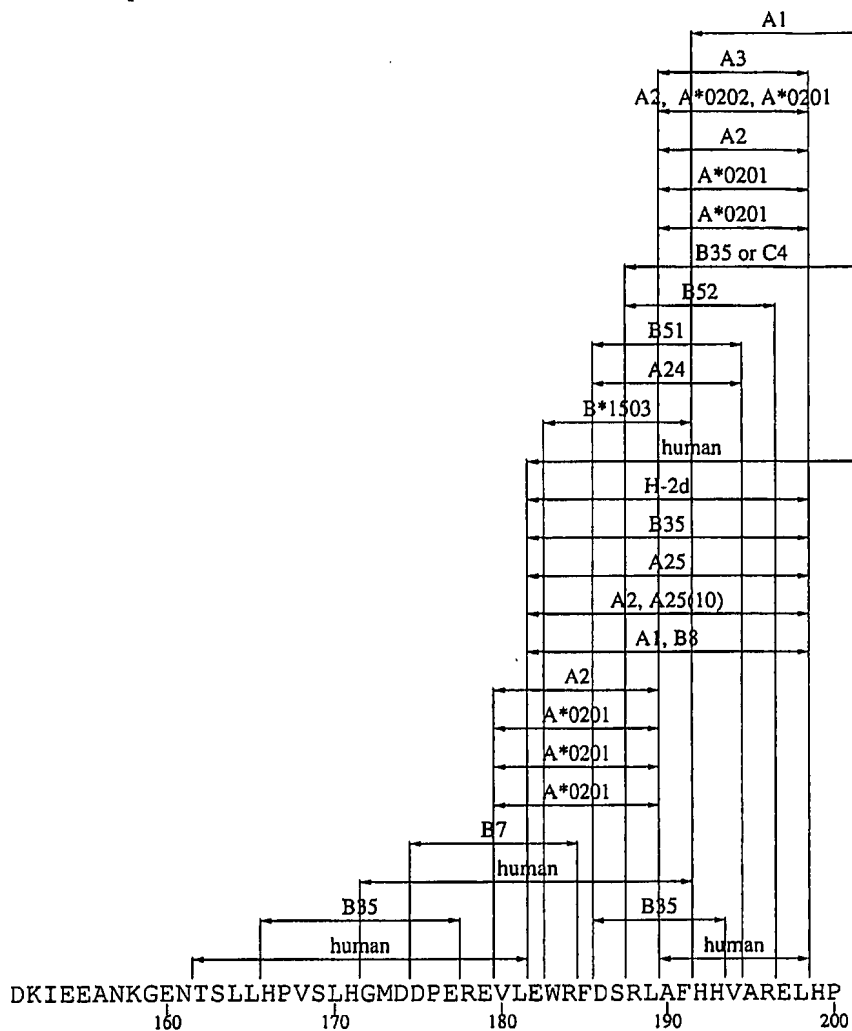 A1
A3
A2, A*0202, A*0201
A2
A*0201
A*0201
B35 or C4
B52
B51
A24
B*1503
human
H-2d
B35
A25
A2, A25(10)
A1, B8
A2
A*0201
A*0201
A*0201
B7
human
B35 B35
human human
DKIEEANKGENTSLLHPVSLHGMDDPEREVLEWRFDSRLAFHHVARELHP
160 170 180 190 200